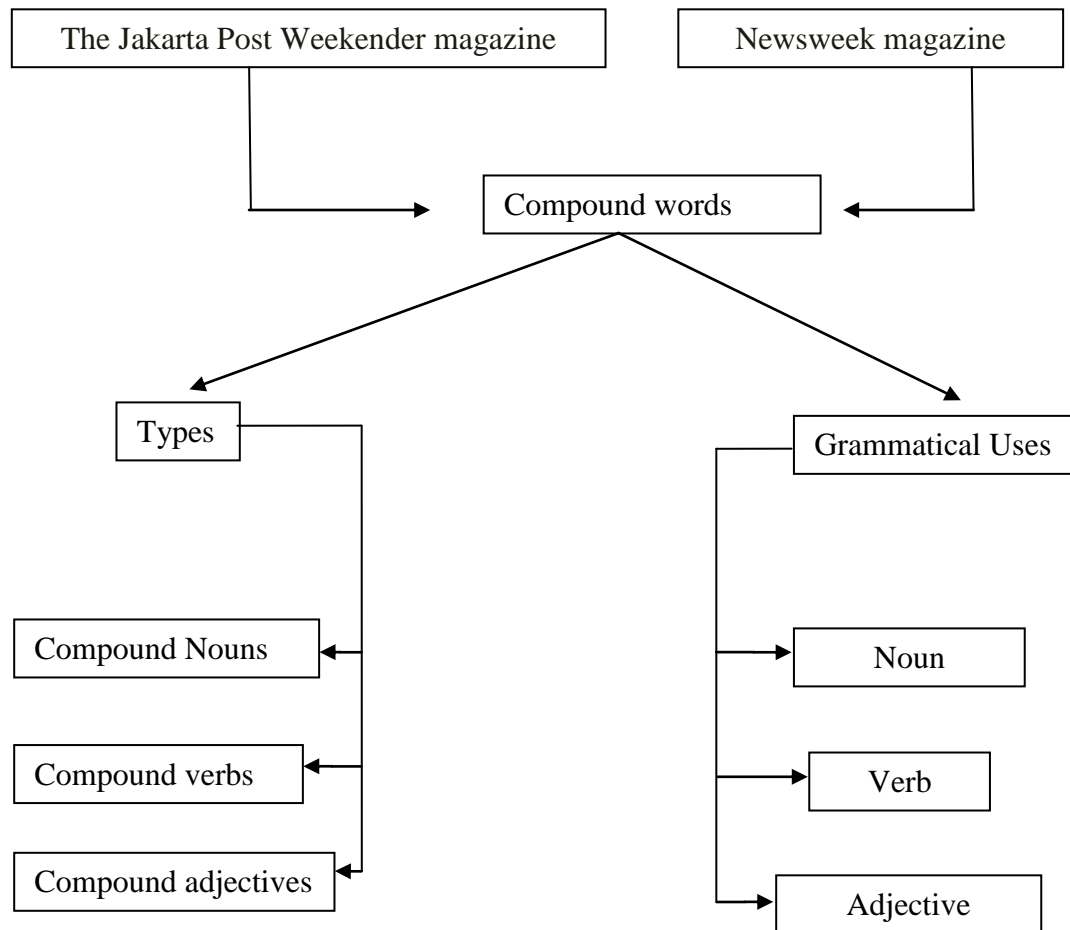 The Jakarta Post Weekender magazine
Newsweek magazine
Compound words
Types
Grammatical Uses
Compound Nouns
Noun
Compound verbs
Verb
Compound adjectives
Adjective